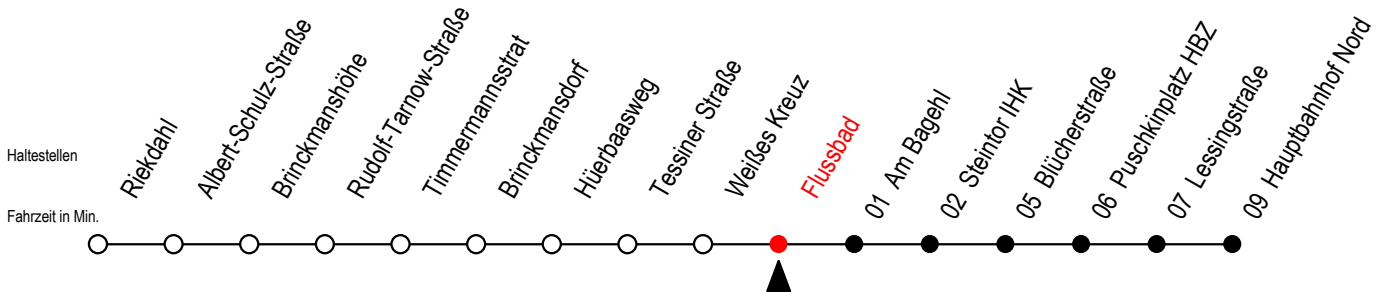 Haltestellen
Fahrzeit in Min.
Riekdahl
Albert-Schulz-Straße
Brinckmanshöhe
Rudolf-Tarnow-Straße
Timmermannsstrat
Brinckmansdorf
Hüerbaasweg
Tessiner Straße
Weißes Kreuz
Flussbad
01 Am Bagehl
02 Steintor IHK
05 Blücherstraße
06 Puschkinplatz HBZ
07 Lessingstraße
09 Hauptbahnhof Nord